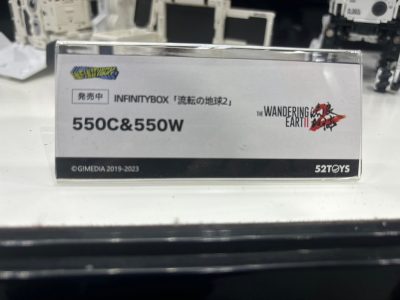 発売中 INFINITYBOX「流転の地球2」
550C&550W
THE WANDERING
EARTH II
©GIMEDIA 2019-2023
52TOYS